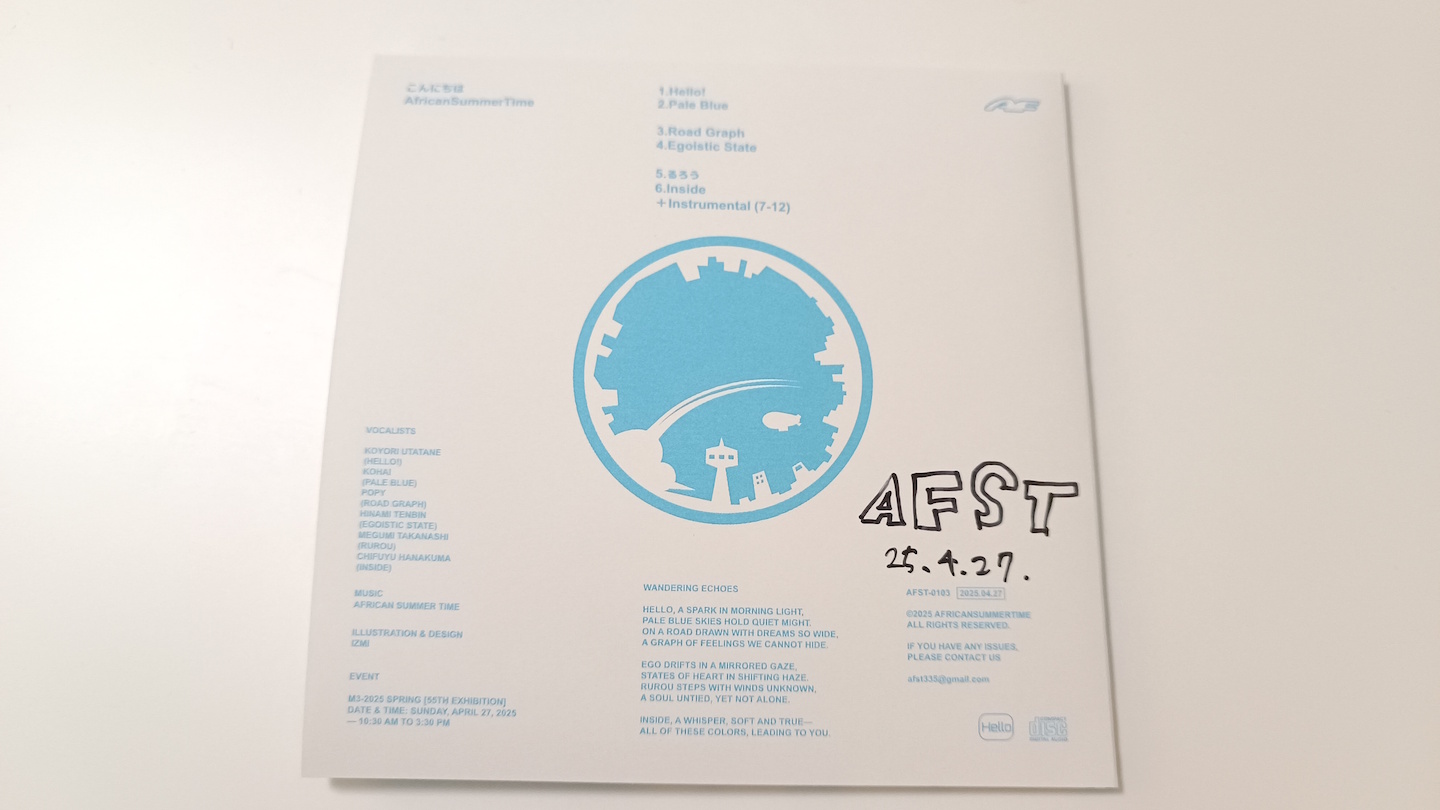 こんにちは
AfricanSummerTime
1.Hello!
2.Pale Blue
3.Road Graph
4.Egoistic State
5.るろう
6.Inside
+Instrumental (7-12)
VOCALISTS
KOYORI UTATANE
(HELLO!)
KOHAI
(PALE BLUE)
POPY
(ROAD GRAPH)
HINAMI TENBIN
(EGOISTIC STATE)
MEGUMI TAKANASHI
(RUROU)
CHIFUYU HANAKUMA
(INSIDE)
MUSIC
AFRICAN SUMMER TIME
ILLUSTRATION & DESIGN
IZMI
EVENT
M3-2025 SPRING [55TH EXHIBITION]
DATE & TIME: SUNDAY, APRIL 27, 2025
— 10:30 AM TO 3:30 PM
WANDERING ECHOES
HELLO, A SPARK IN MORNING LIGHT,
PALE BLUE SKIES HOLD QUIET MIGHT.
ON A ROAD DRAWN WITH DREAMS SO WIDE,
A GRAPH OF FEELINGS WE CANNOT HIDE.
EGO DRIFTS IN A MIRRORED GAZE,
STATES OF HEART IN SHIFTING HAZE.
RUROU STEPS WITH WINDS UNKNOWN,
A SOUL UNTIED, YET NOT ALONE.
INSIDE, A WHISPER, SOFT AND TRUE—
ALL OF THESE COLORS, LEADING TO YOU.
AFST
25.4.27.
AFST-0103 2025.04.27
©2025 AFRICANSUMMERTIME
ALL RIGHTS RESERVED.
IF YOU HAVE ANY ISSUES,
PLEASE CONTACT US
afst333@gmail.com
Hello
COMPACT
disc
DIGITAL AUDIO